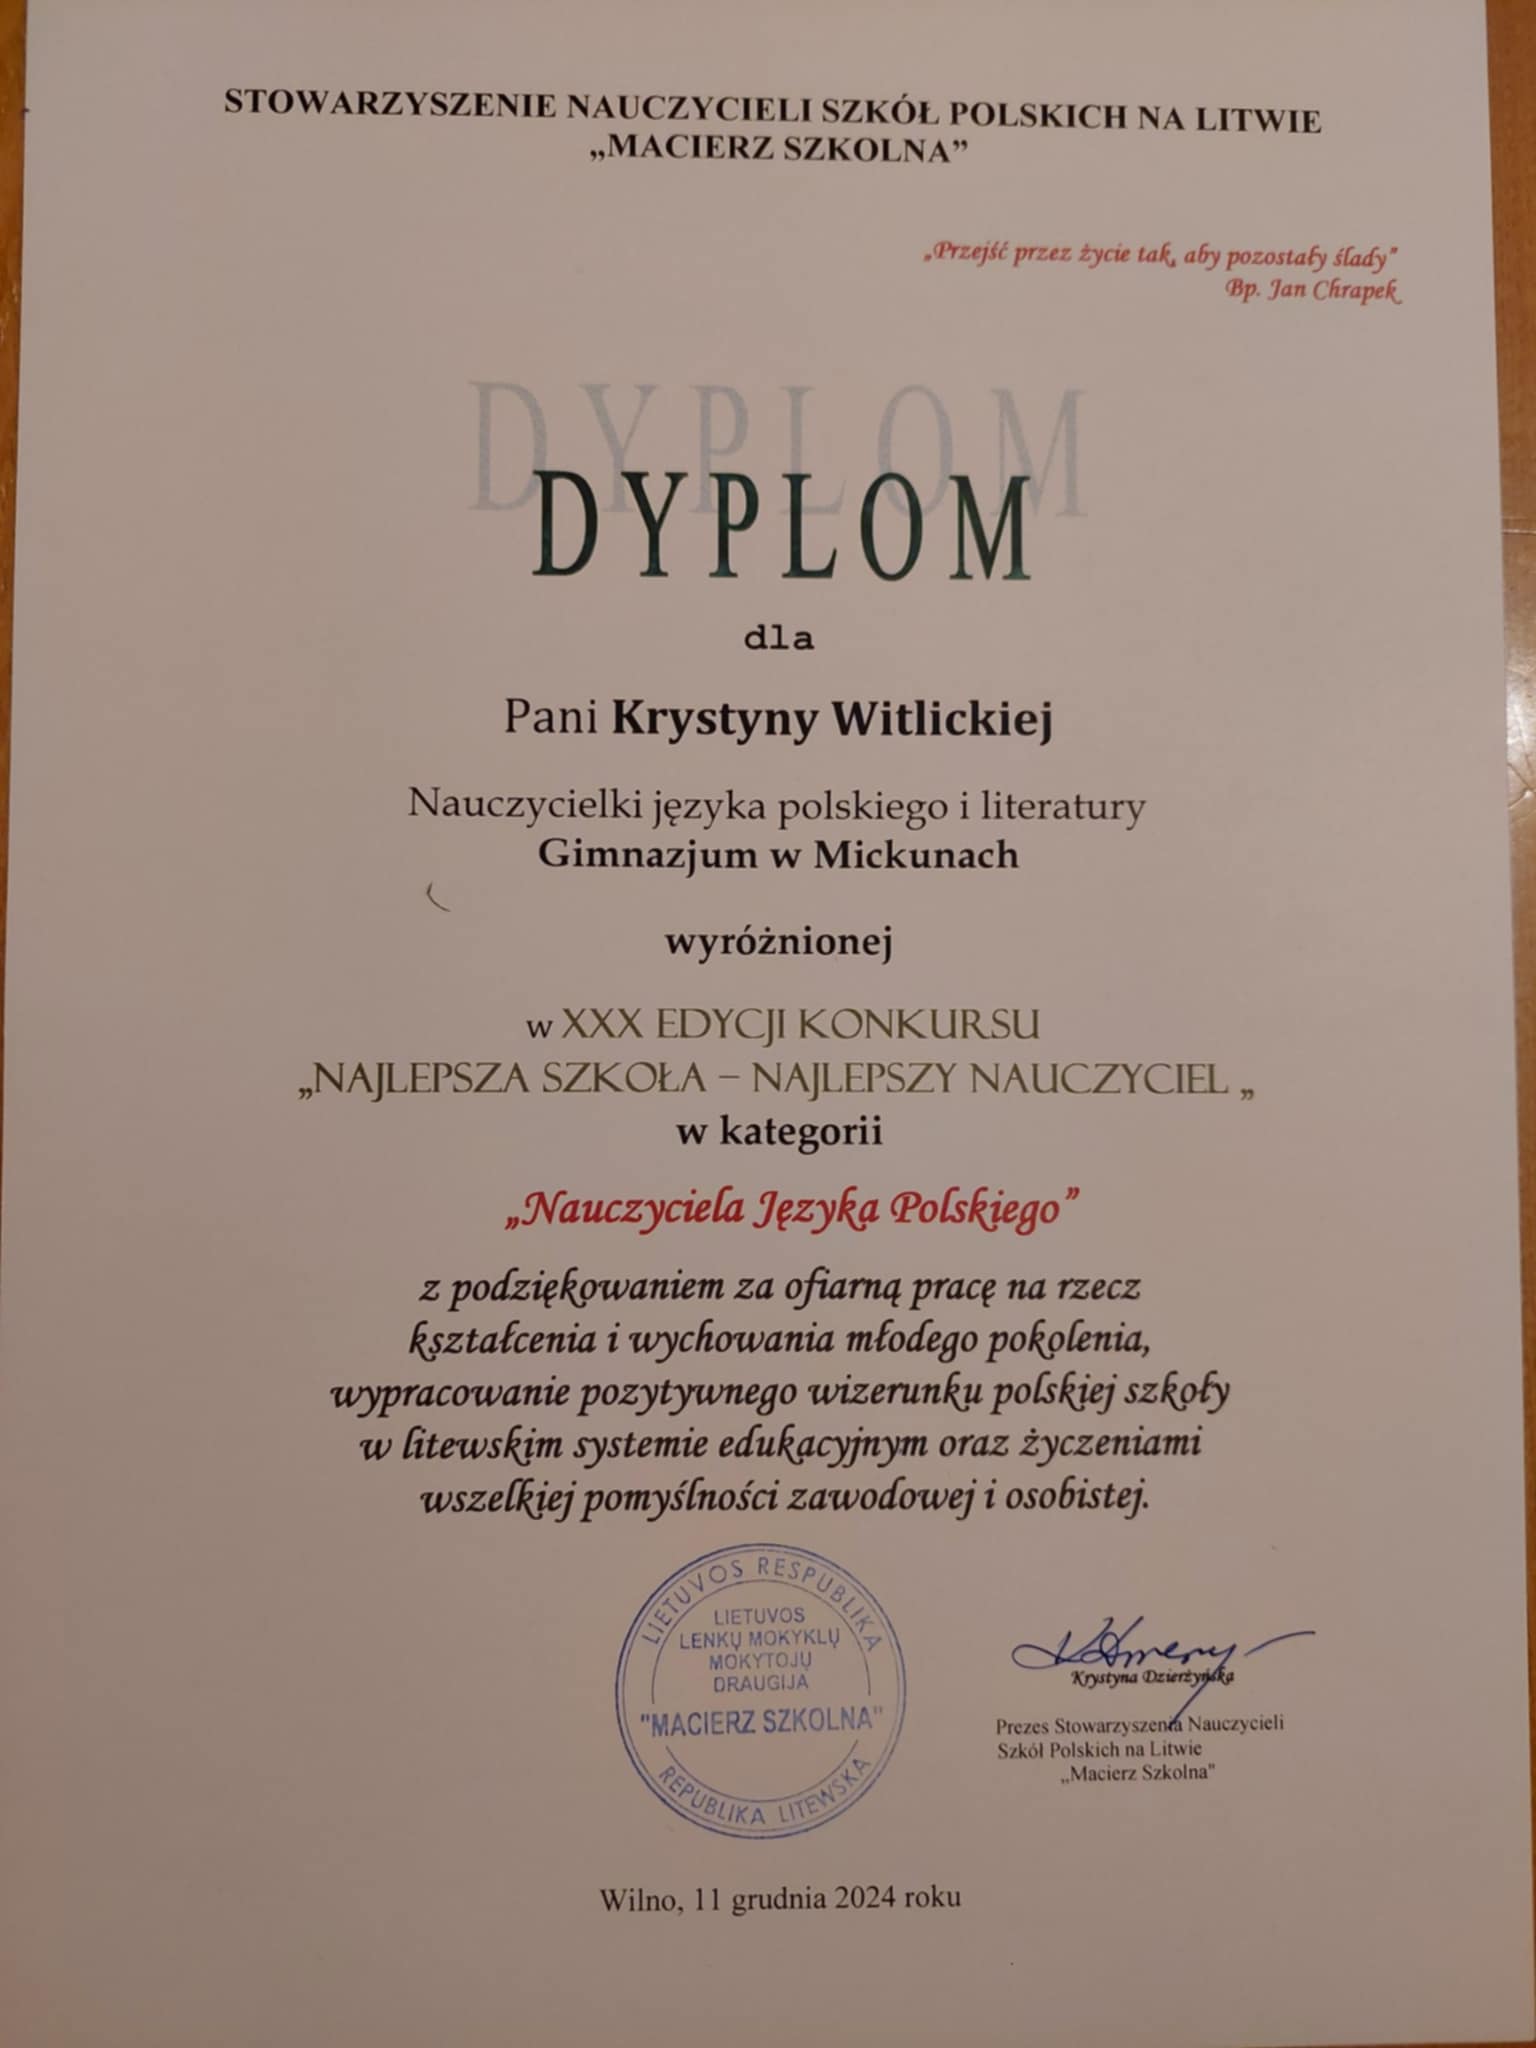 STOWARZYSZENIE NAUCZYCIELI SZKÓŁ POLSKICH NA LITWIE
„MACIERZ SZKOLNA”
„Przejść przez życie tak, aby pozostały ślady”
Bp. Jan Chrapek
DYPLOM
DYPLOM
dla
Pani Krystyny Witlickiej
Nauczycielki języka polskiego i literatury
Gimnazjum w Mickunach
wyróżnionej
w XXX EDYCJI KONKURSU
„NAJLEPSZA SZKOŁA – NAJLEPSZY NAUCZYCIEL „
w kategorii
„Nauczyciela Języka Polskiego”
z podziękowaniem za ofiarną pracę na rzecz
kształcenia i wychowania młodego pokolenia,
wypracowanie pozytywnego wizerunku polskiej szkoły
w litewskim systemie edukacyjnym oraz życzeniami
wszelkiej pomyślności zawodowej i osobistej.
LIETUVOS RESPUBLIKA
LIETUVOS
LENKŲ MOKYKLŲ
MOKYTOJŲ
DRAUGIJA
"MACIERZ SZKOLNA"
REPUBLIKA LITEWSKA
Krystyna Dzierżyńska
Prezes Stowarzyszenia Nauczycieli
Szkół Polskich na Litwie
„Macierz Szkolna"
Wilno, 11 grudnia 2024 roku